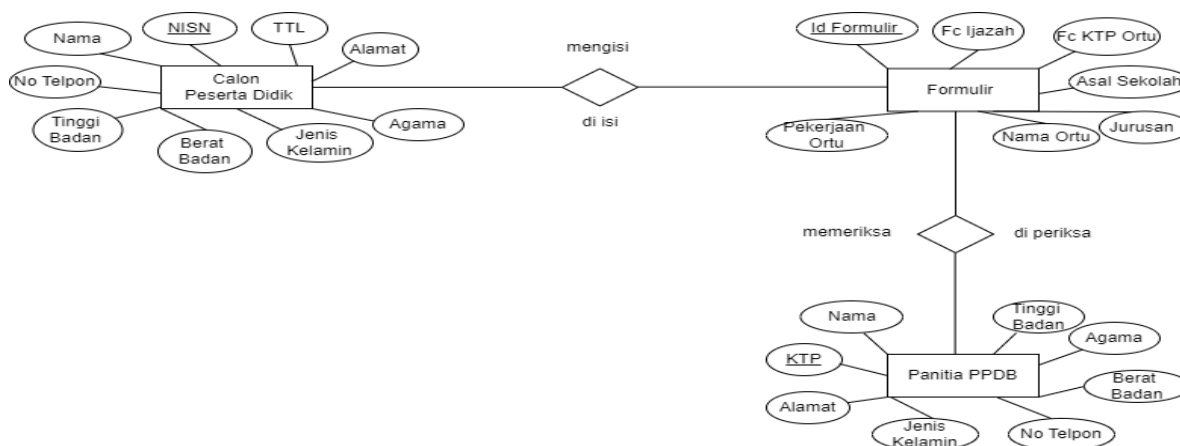 NISN
TTL
Nama
Alamat
No Telpon
Calon
Peserta Didik
Tinggi
Badan
Berat
Badan
Jenis
Kelamin
Agama
mengisi
di isi
Id Formulir
Fc Ijazah
Fc KTP Ortu
Asal Sekolah
Formulir
Pekerjaan
Ortu
Nama Ortu
Jurusan
memeriksa
di periksa
Nama
Tinggi
Badan
Agama
KTP
Panitia PPDB
Berat
Badan
Alamat
Jenis
Kelamin
No Telpon